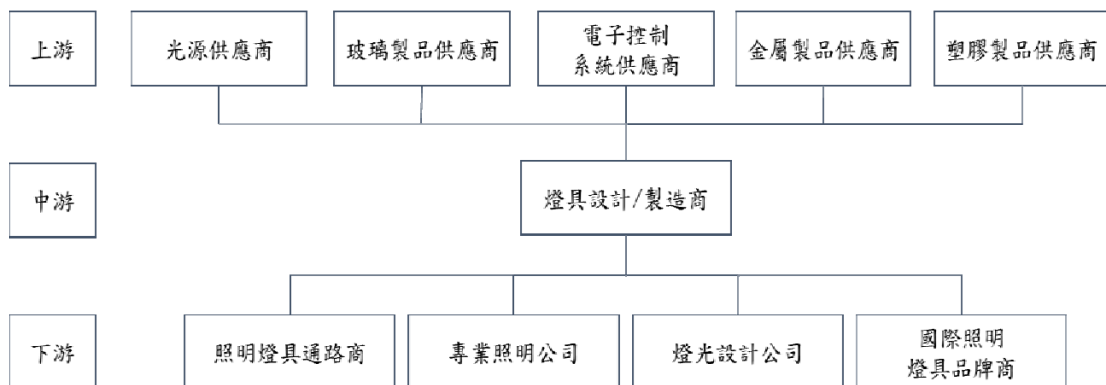 上游
光源供應商
玻璃製品供應商
電子控制
系統供應商
金屬製品供應商
塑膠製品供應商
中游
燈具設計/製造商
下游
照明燈具通路商
專業照明公司
燈光設計公司
國際照明
燈具品牌商